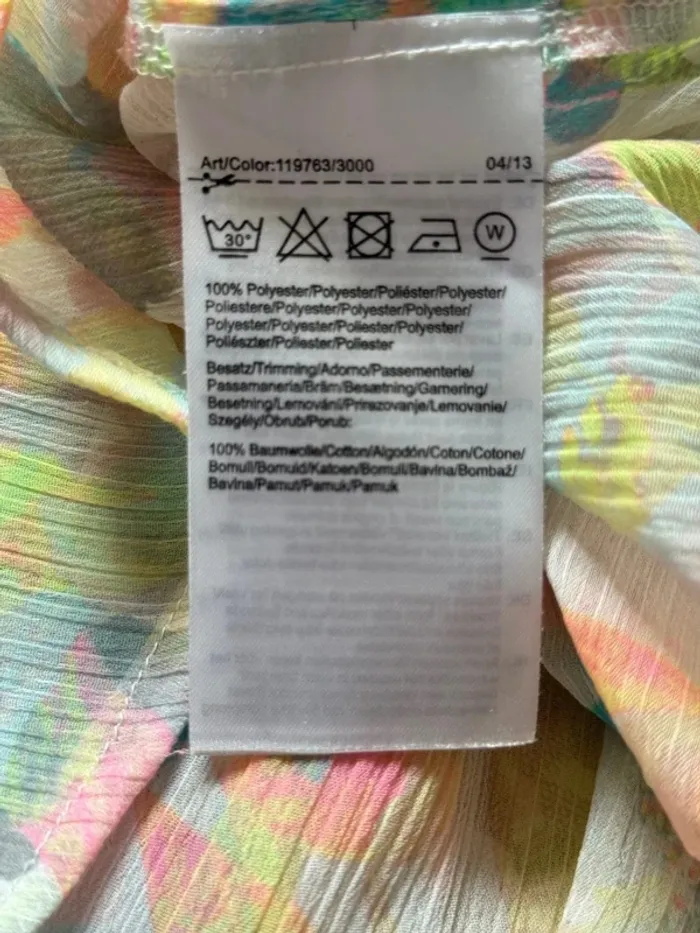 Art/Color:119763/3000 04/13
30°
W
100% Polyester/Polyester/Poliéster/Polyester/
Poliestere/Polyester/Polyester/Polyester/
Polyester/Polyester/Poliester/Polyester/
Poliészter/Poliester/Poliester
Besatz/Trimming/Adorno/Passementerie/
Passamaneria/Bräm/Besætning/Garnering/
Besetning/Lemování/Prirezovanje/Lemovanie/
Szegély/Obrub/Porub:
100% Baumwolle/Cotton/Algodón/Coton/Cotone/
Bomull/Bomuld/Katoen/Bomull/Bavlna/Bombaž/
Bavlna/Pamut/Pamuk/Pamuk